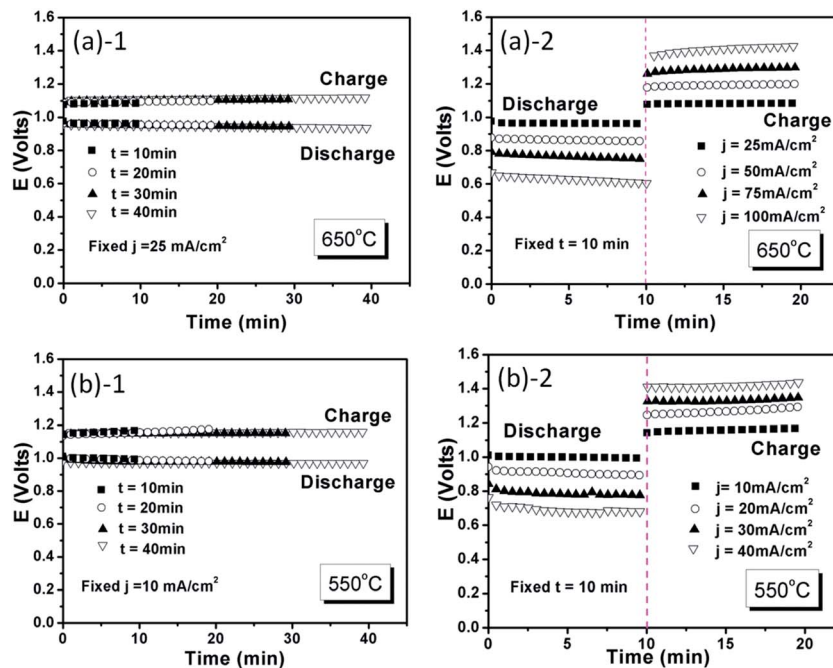 (a)-1
E (Volts)
1.6
1.4
1.2
1.0
0.8
0.6
0.4
0.2
0.0
Charge
Discharge
t = 10min
t = 20min
t = 30min
t = 40min
Fixed j =25 mA/cm²
650°C
0 10 20 30 40
Time (min)
(a)-2
1.6
1.4
1.2
1.0
0.8
0.6
0.4
0.2
0.0
Discharge
Charge
j = 25mA/cm²
j = 50mA/cm²
j = 75mA/cm²
j = 100mA/cm²
Fixed t = 10 min
650°C
0 5 10 15 20
Time (min)
(b)-1
E (Volts)
1.6
1.4
1.2
1.0
0.8
0.6
0.4
0.2
0.0
Charge
Discharge
t = 10min
t = 20min
t = 30min
t = 40min
Fixed j =10 mA/cm²
550°C
0 10 20 30 40
Time (min)
(b)-2
E (Volts)
1.6
1.4
1.2
1.0
0.8
0.6
0.4
0.2
0.0
Discharge
Charge
j= 10mA/cm²
j = 20mA/cm²
j = 30mA/cm²
j = 40mA/cm²
Fixed t = 10 min
550°C
0 5 10 15 20
Time (min)